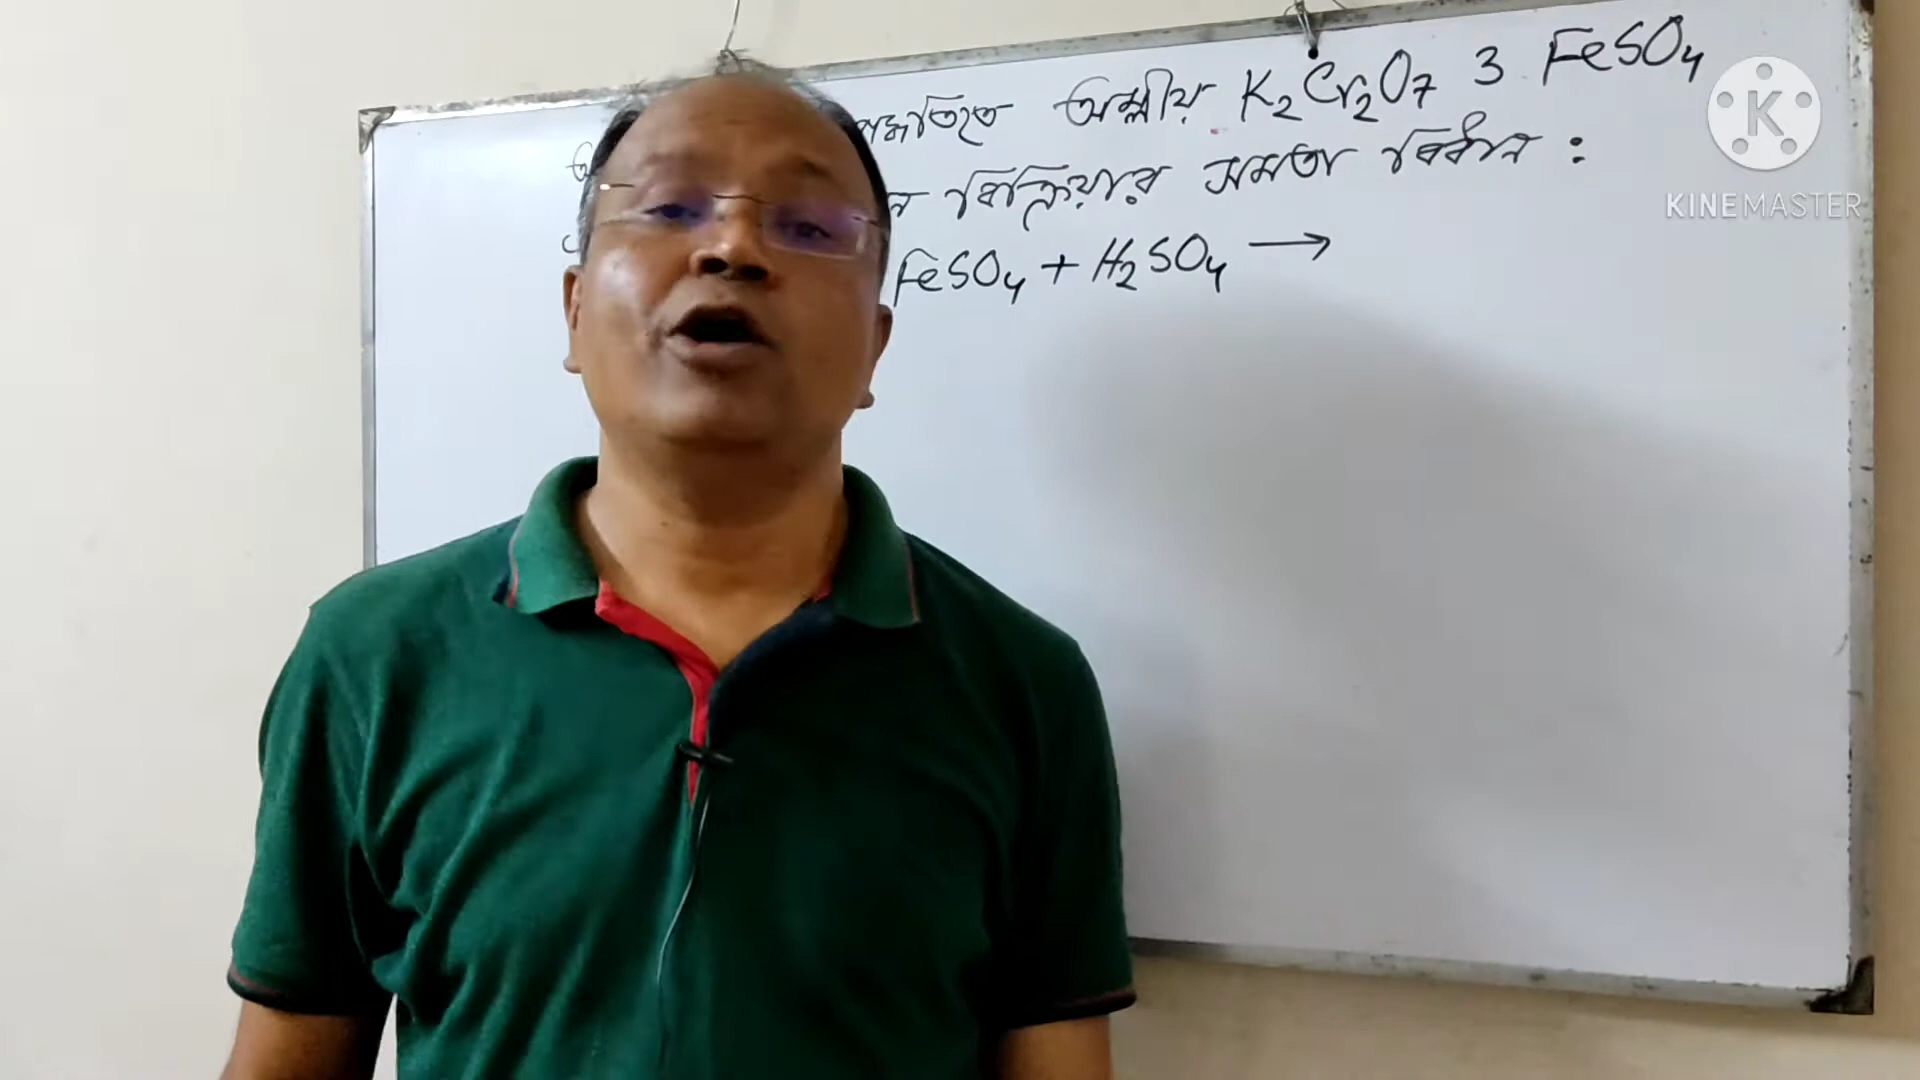 পদ্ধতিতে অম্লীয় K₂Cr₂O₇ ও FeSO₄
বিক্রিয়ার সমতা বিধান :
FeSO₄ + H₂SO₄ →
K
KINEMASTER